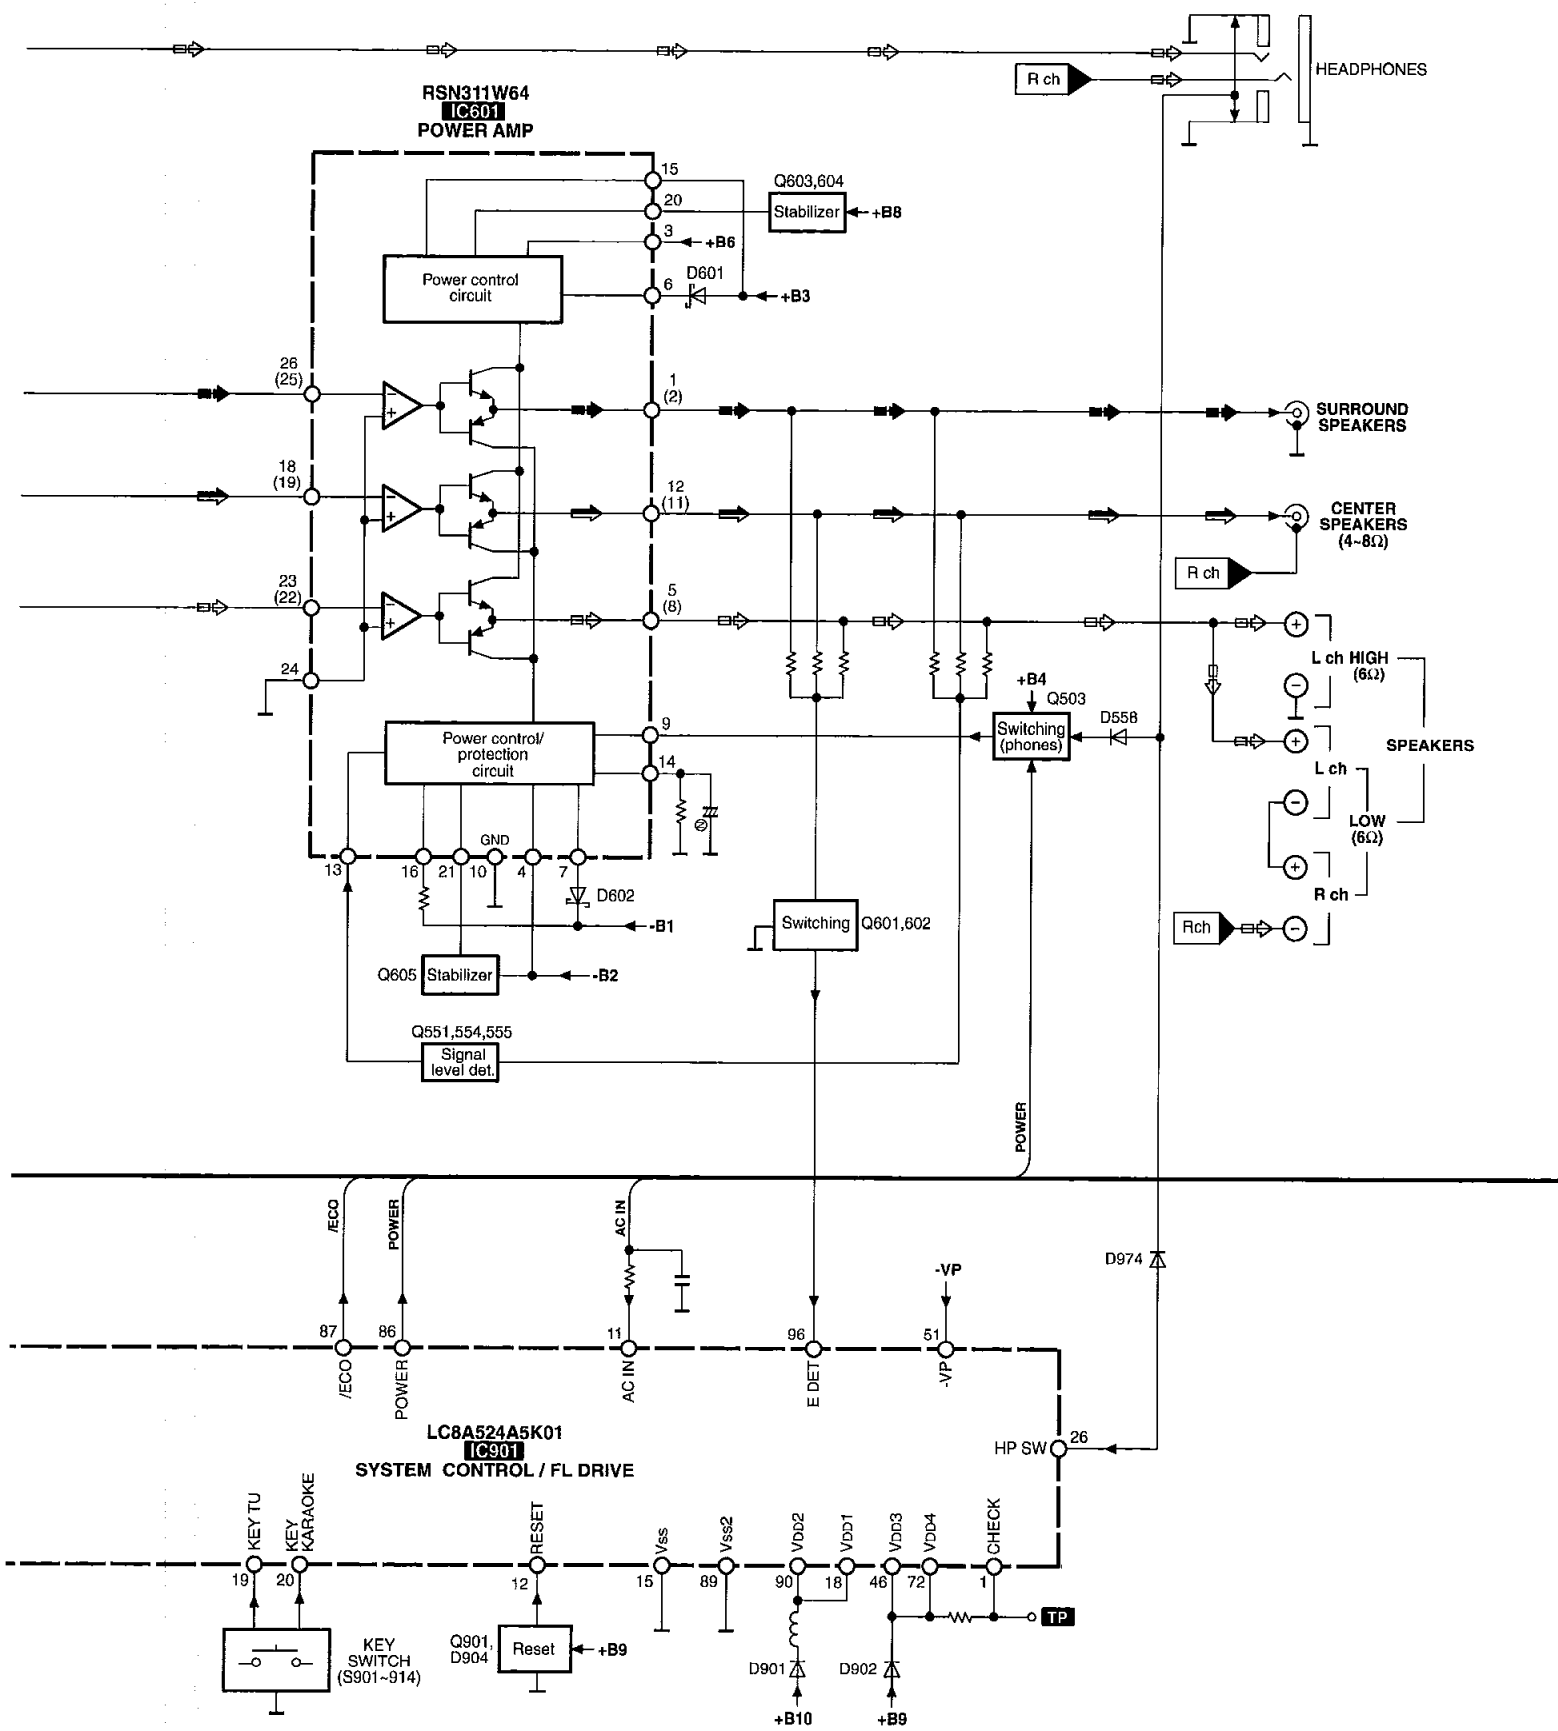 HEADPHONES
R ch
RSN311W64
IC601
POWER AMP
15
Q603,604
20
Stabilizer
+B8
3
+B6
Power control
circuit
D601
6
+B3
26
(25)
1
(2)
SURROUND
SPEAKERS
18
(19)
12
(11)
CENTER
SPEAKERS
(4~8Ω)
R ch
23
(22)
5
(8)
+
L ch HIGH
(6Ω)
−
24
+B4
Q503
Switching
(phones)
D558
9
Power control/
protection
circuit
14
+
SPEAKERS
L ch
−
LOW
(6Ω)
+
R ch
Rch
−
GND
13
16
21
10
4
7
D602
-B1
Switching
Q601,602
Q605
Stabilizer
-B2
Q551,554,555
Signal
level det.
POWER
/ECO
POWER
AC IN
D974
-VP
87
86
11
96
51
/ECO
POWER
AC IN
E DET
-VP
LC8A524A5K01
IC901
SYSTEM CONTROL / FL DRIVE
HP SW
26
KEY TU
KEY
KARAOKE
RESET
Vss
Vss2
VDD2
VDD1
VDD3
VDD4
CHECK
19
20
12
15
89
90
18
46
72
1
TP
KEY
SWITCH
(S901~914)
Q901,
D904
Reset
+B9
D901
D902
+B10
+B9